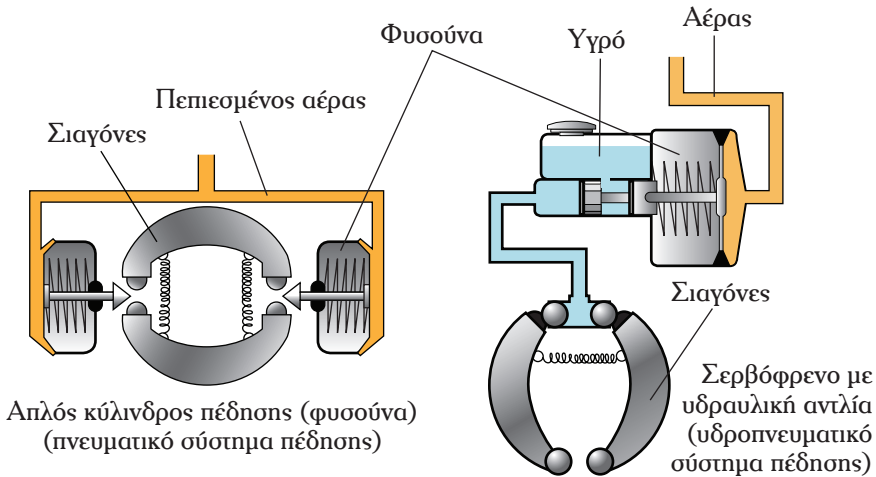 Φυσούνα
Υγρό
Αέρας
Πεπιεσμένος αέρας
Σιαγόνες
Σιαγόνες
Απλός κύλινδρος πέδησης (φυσούνα)
(πνευματικό σύστημα πέδησης)
Σερβόφρενο με
υδραυλική αντλία
(υδροπνευματικό
σύστημα πέδησης)